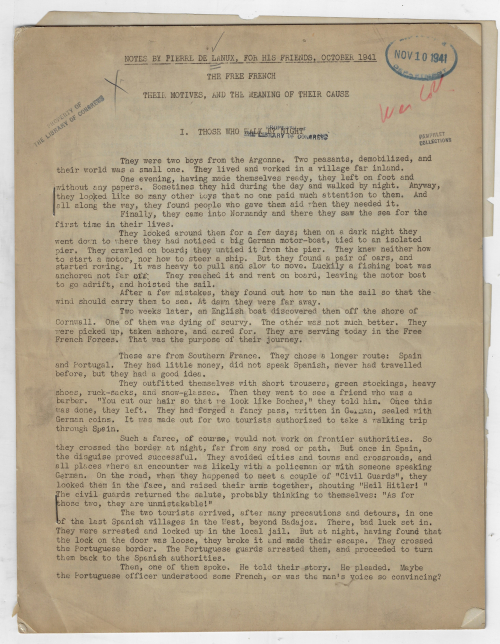 NOTES BY PIERRE DE LANUX, FOR HIS FRIENDS, OCTOBER 1941
NOV 10 1941
THE FREE FRENCH
THEIR MOTIVES, AND THE MEANING OF THEIR CAUSE
PROPERTY OF
THE LIBRARY OF CONGRESS
War Coll
PAMPHLET
COLLECTIONS
I. THOSE WHO WALK BY NIGHT
LIBRARY OF CONGRESS
They were two boys from the Argonne. Two peasants, demobilized, and
their world was a small one. They lived and worked in a village far inland.
One evening, having made themselves ready, they left on foot and
without any papers. Sometimes they hid during the day and walked by night. Anyway,
they looked like so many other boys that no one paid much attention to them. And
all along the way, they found people who gave them aid when they needed it.
Finally, they came into Normandy and there they saw the sea for the
first time in their lives.
They looked around them for a few days; then on a dark night they
went down to where they had noticed a big German motor-boat, tied to an isolated
pier. They crawled on board; they untied it from the pier. They knew neither how
to start a motor, nor how to steer a ship. But they found a pair of oars, and
started rowing. It was heavy to pull and slow to move. Luckily a fishing boat was
anchored not far off. They reached it and went on board, leaving the motor boat
to go adrift, and hoisted the sail.
After a few mistakes, they found out how to man the sail so that the
wind should carry them to sea. At dawn they were far away.
Two weeks later, an English boat discovered them off the shore of
Cornwall. One of them was dying of scurvy. The other was not much better. They
were picked up, taken ashore, and cared for. They are serving today in the Free
French Forces. That was the purpose of their journey.
These are from Southern France. They chose a longer route: Spain
and Portugal. They had little money, did not speak Spanish, never had travelled
before, but they had a good idea.
They outfitted themselves with short trousers, green stockings, heavy
shoes, ruck-sacks, and snow-glasses. Then they went to see a friend who was a
barber. "You cut our hair so that we look like Boches," they told him. Once this
was done, they left. They had forged a fancy pass, written in German, sealed with
German coins. It was made out for two tourists authorized to take a walking trip
through Spain.
Such a farce, of course, would not work on frontier authorities. So
they crossed the border at night, far from any road or path. But once in Spain,
the disguise proved successful. They avoided cities and towns and crossroads, and
all places where an encounter was likely with a policeman or with someone speaking
German. On the road, when they happened to meet a couple of "Civil Guards", they
looked them in the face, and raised their arms together, shouting "Heil Hitler! "
The civil guards returned the salute, probably thinking to themselves: "As for
those two, they are unmistakable!"
The two tourists arrived, after many precautions and detours, in one
of the last Spanish villages in the West, beyond Badajoz. There, bad luck set in.
They were arrested and locked up in the local jail. But at night, having found that
the lock on the door was loose, they broke it and made their escape. They crossed
the Portuguese border. The Portuguese guards arrested them, and proceeded to turn
them back to the Spanish authorities.
Then, one of them spoke. He told their story. He pleaded. Maybe
the Portuguese officer understood some French, or was the man's voice so convincing?